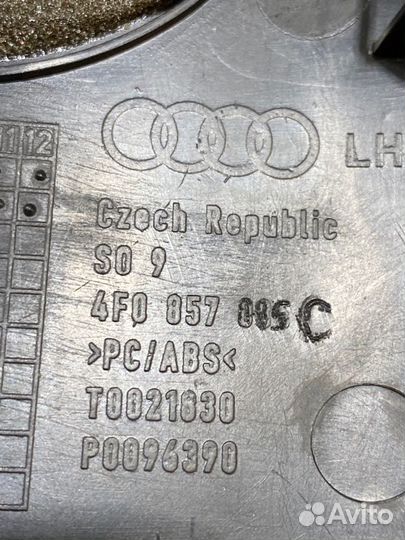 11 12
LH
Czech Republic
SO 9
4F0 857 085 C
>PC/ABS<
T0021830
P0096390
Avito